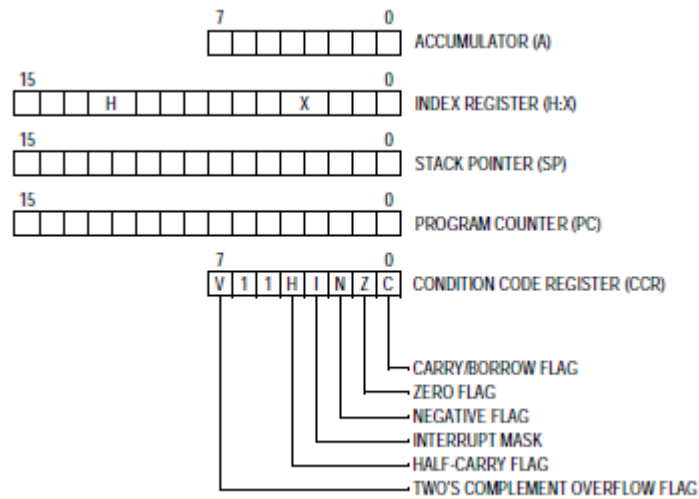 7 0
ACCUMULATOR (A)
15 0
H X
INDEX REGISTER (H:X)
15 0
STACK POINTER (SP)
15 0
PROGRAM COUNTER (PC)
7 0
V 1 1 H I N Z C
CONDITION CODE REGISTER (CCR)
CARRY/BORROW FLAG
ZERO FLAG
NEGATIVE FLAG
INTERRUPT MASK
HALF-CARRY FLAG
TWO'S COMPLEMENT OVERFLOW FLAG